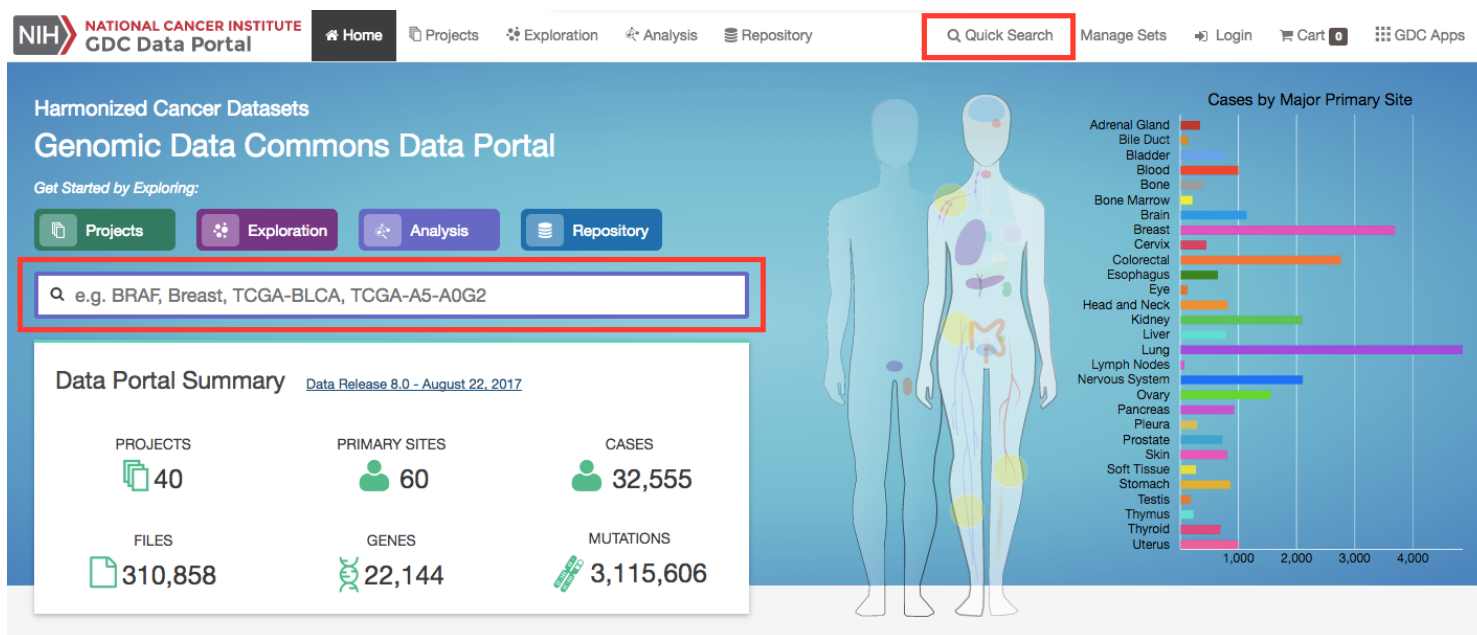 NIH NATIONAL CANCER INSTITUTE
GDC Data Portal
Home
Projects
Exploration
Analysis
Repository
Quick Search
Manage Sets
Login
Cart 0
GDC Apps
Harmonized Cancer Datasets
Genomic Data Commons Data Portal
Get Started by Exploring:
Projects
Exploration
Analysis
Repository
e.g. BRAF, Breast, TCGA-BLCA, TCGA-A5-A0G2
Data Portal Summary Data Release 8.0 - August 22, 2017
PROJECTS
40
PRIMARY SITES
60
CASES
32,555
FILES
310,858
GENES
22,144
MUTATIONS
3,115,606
Cases by Major Primary Site
Adrenal Gland
Bile Duct
Bladder
Blood
Bone
Bone Marrow
Brain
Breast
Cervix
Colorectal
Esophagus
Eye
Head and Neck
Kidney
Liver
Lung
Lymph Nodes
Nervous System
Ovary
Pancreas
Pleura
Prostate
Skin
Soft Tissue
Stomach
Testis
Thymus
Thyroid
Uterus
1,000 2,000 3,000 4,000